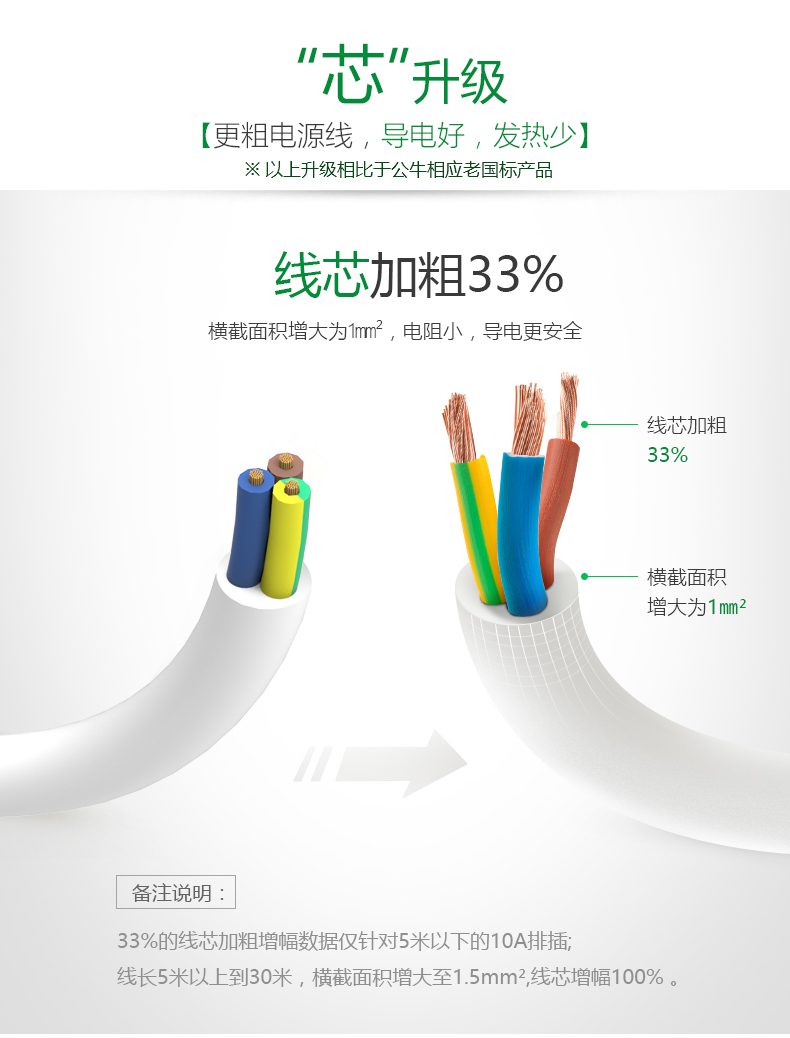 “芯”升级
【更粗电源线，导电好，发热少】
※ 以上升级相比于公牛相应老国标产品
线芯加粗33%
横截面积增大为1㎜²，电阻小，导电更安全
线芯加粗
33%
横截面积
增大为1㎜²
备注说明：
33%的线芯加粗增幅数据仅针对5米以下的10A排插;
线长5米以上到30米，横截面积增大至1.5mm²,线芯增幅100% 。